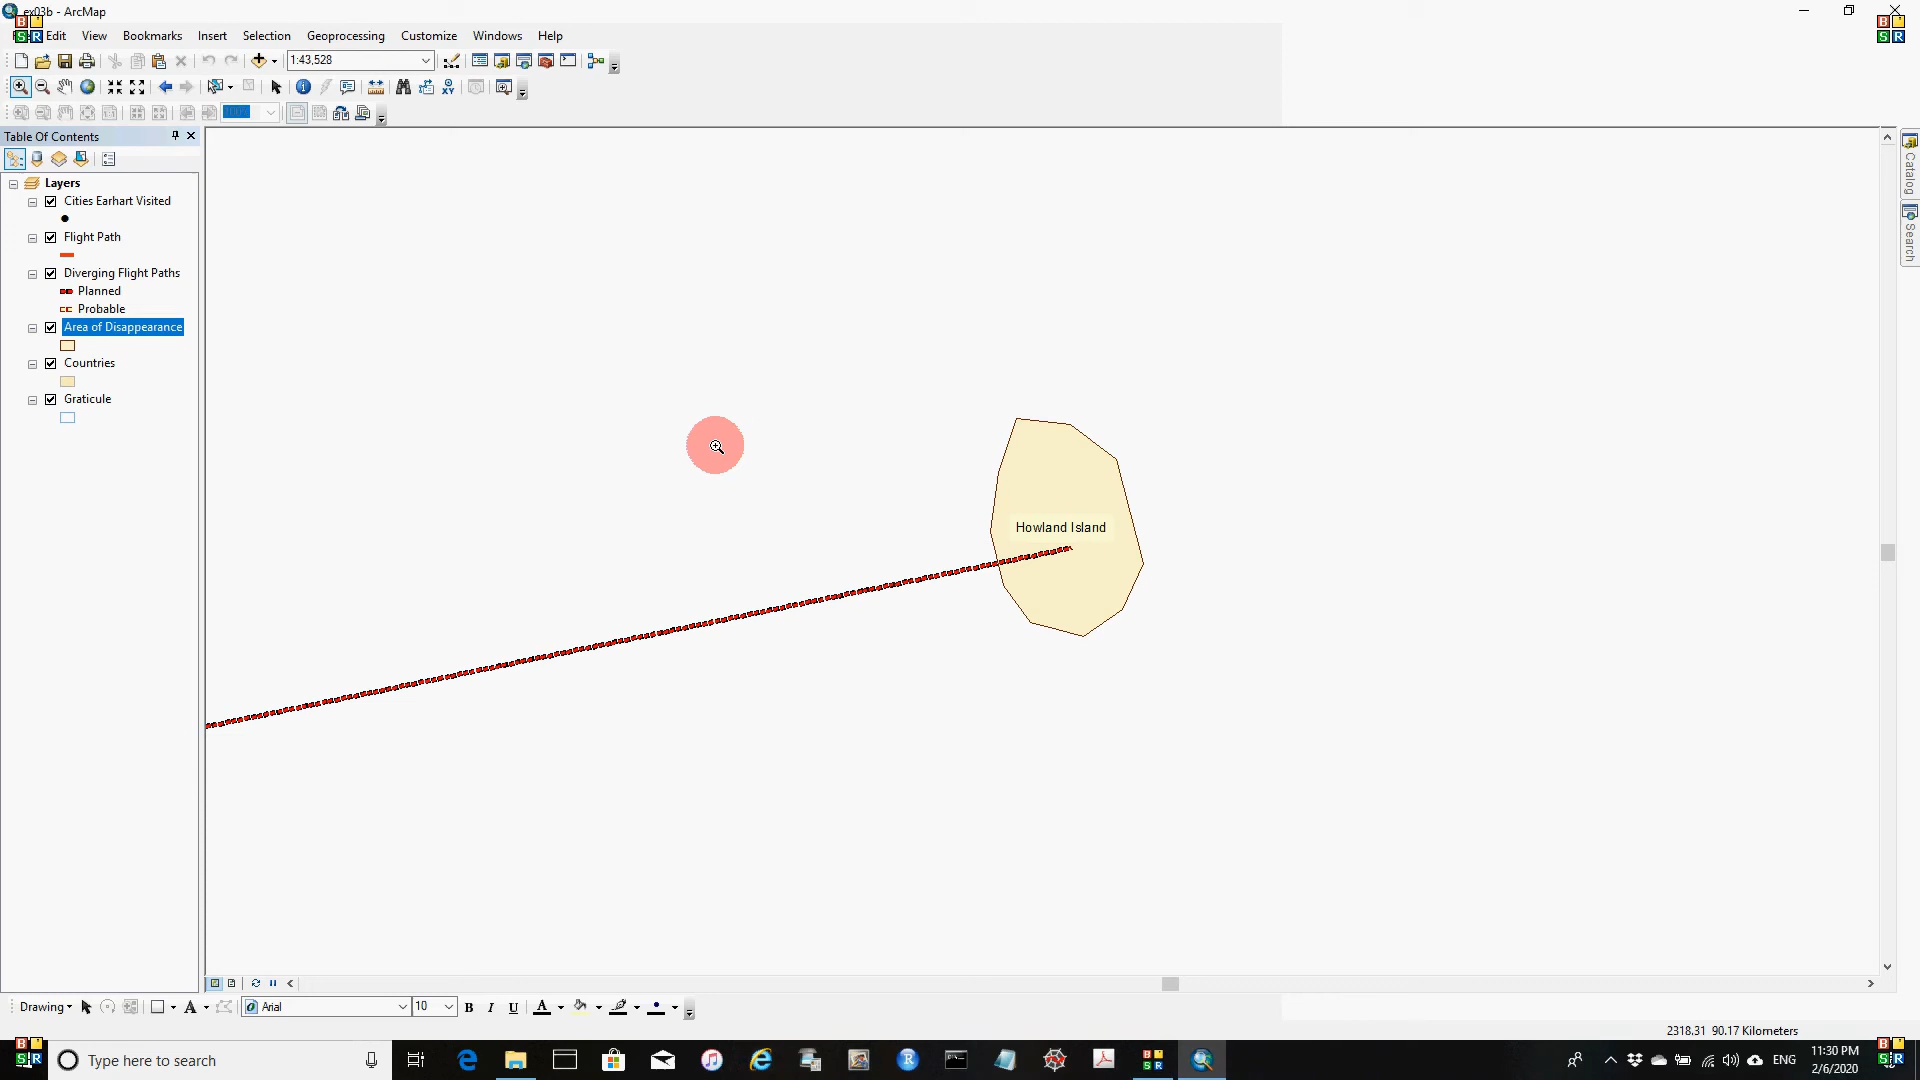 ex03b - ArcMap
Edit View Bookmarks Insert Selection Geoprocessing Customize Windows Help
1:43,528
Table Of Contents
Layers
Cities Earhart Visited
Flight Path
Diverging Flight Paths
Planned
Probable
Area of Disappearance
Countries
Graticule
Howland Island
Catalog
Search
Drawing
Arial
10
B I U A
2318.31 90.17 Kilometers
Type here to search
ENG
11:30 PM
2/6/2020